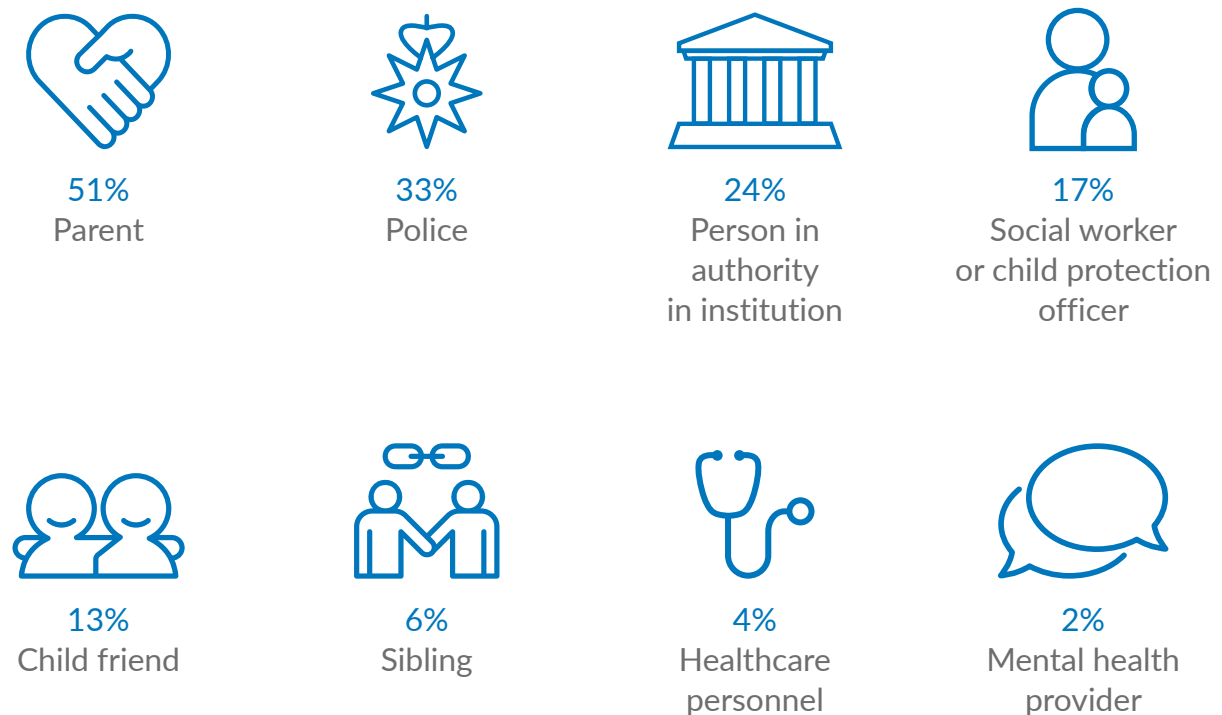 51%
Parent
33%
Police
24%
Person in
authority
in institution
17%
Social worker
or child protection
officer
13%
Child friend
6%
Sibling
4%
Healthcare
personnel
2%
Mental health
provider